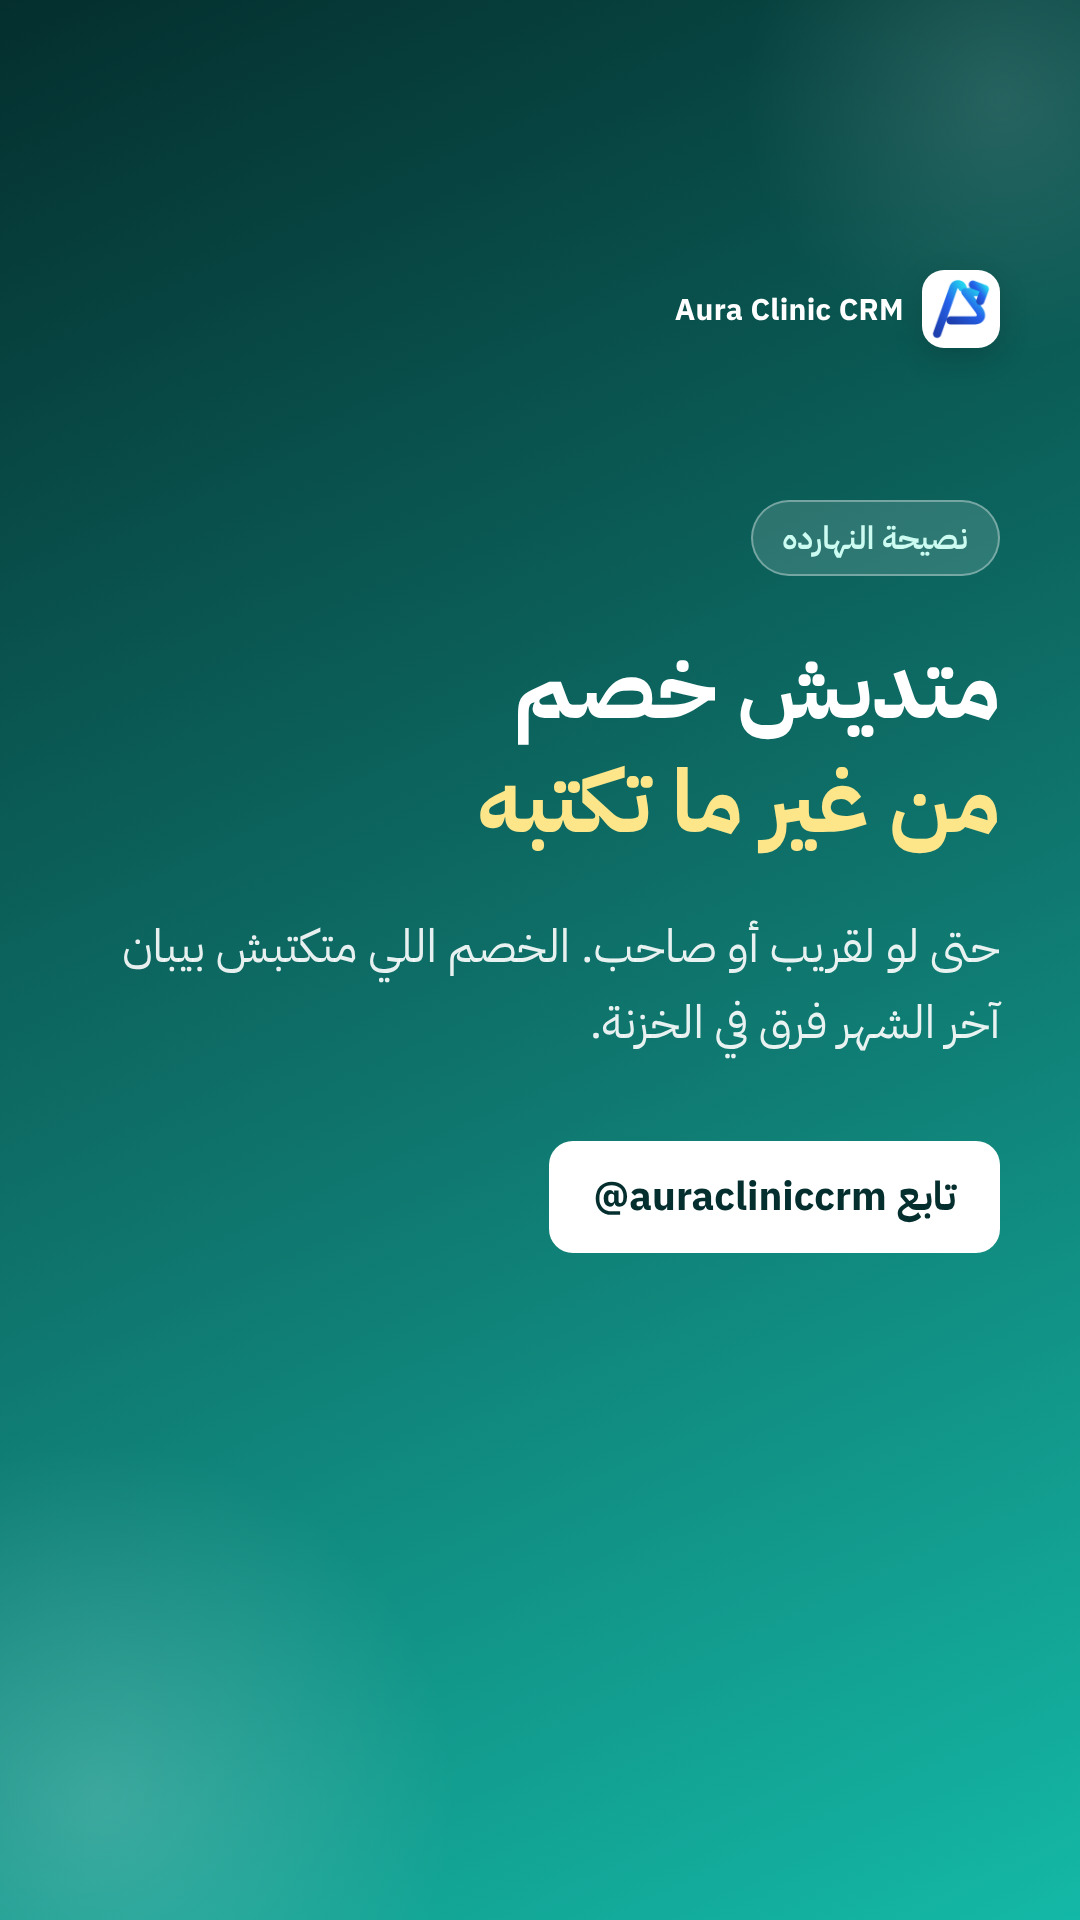 Aura Clinic CRM
نصيحة النهارده
متديش خصم
من غير ما تكتبه
حتى لو لقريب أو صاحب. الخصم اللي متكتبش بيبان
آخر الشهر فرق في الخزنة.
تابع @auracliniccrm